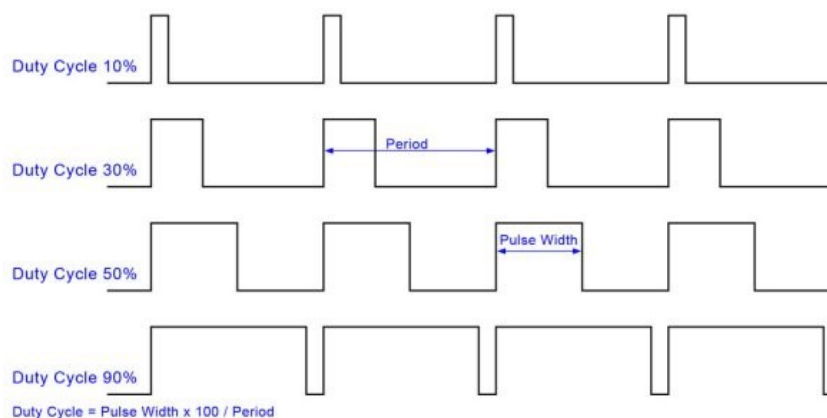 Duty Cycle 10%
Period
Duty Cycle 30%
Pulse Width
Duty Cycle 50%
Duty Cycle 90%
Duty Cycle = Pulse Width x 100 / Period